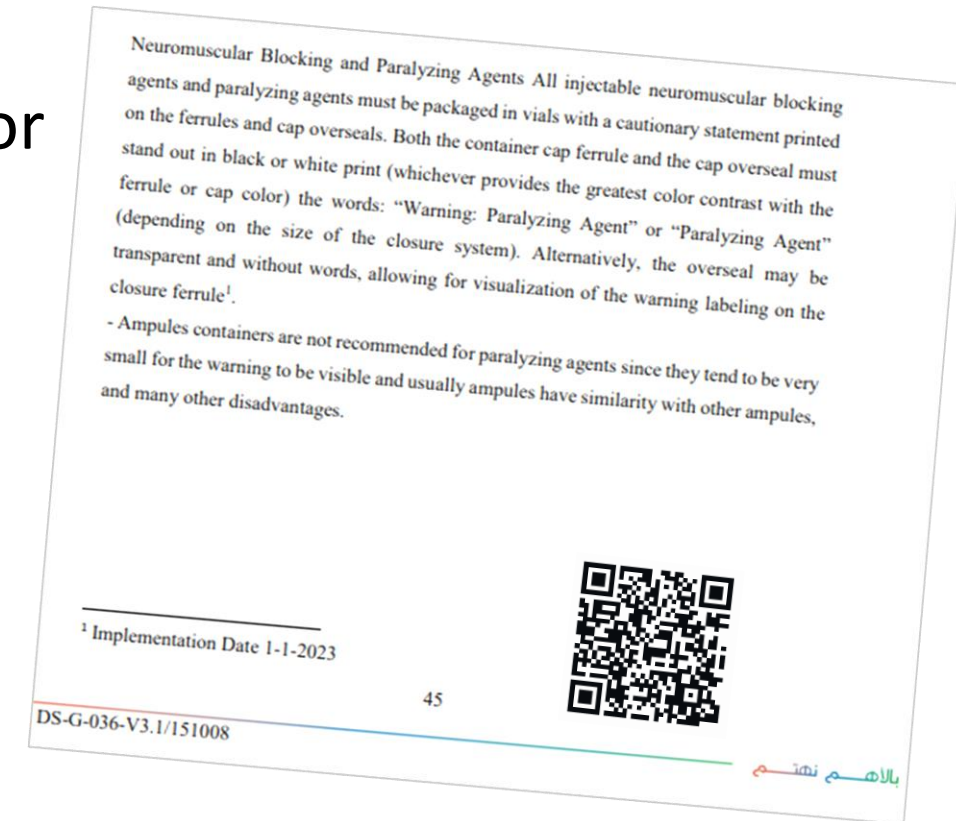 or
Neuromuscular Blocking and Paralyzing Agents All injectable neuromuscular blocking
agents and paralyzing agents must be packaged in vials with a cautionary statement printed
on the ferrules and cap overseals. Both the container cap ferrule and the cap overseal must
stand out in black or white print (whichever provides the greatest color contrast with the
ferrule or cap color) the words: “Warning: Paralyzing Agent” or “Paralyzing Agent”
(depending on the size of the closure system). Alternatively, the overseal may be
transparent and without words, allowing for visualization of the warning labeling on the
closure ferrule¹.
- Ampules containers are not recommended for paralyzing agents since they tend to be very
small for the warning to be visible and usually ampules have similarity with other ampules,
and many other disadvantages.
¹ Implementation Date 1-1-2023
45
DS-G-036-V3.1/151008
بالأهـــم نهتـــــم